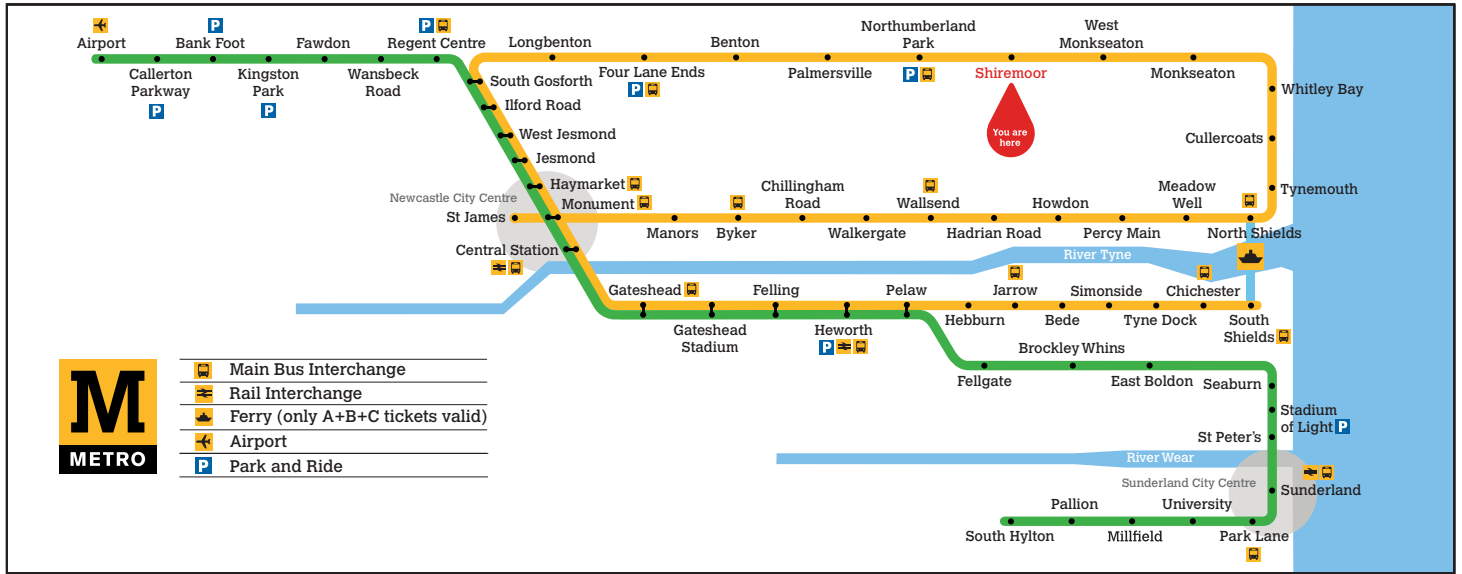 Airport
Callerton
Parkway
P
Bank Foot
P
Kingston
Park
P
Fawdon
Wansbeck
Road
Regent Centre
P
South Gosforth
Longbenton
Four Lane Ends
P
Benton
Palmersville
Northumberland
Park
P
Shiremoor
You are
here
West
Monkseaton
Monkseaton
Whitley Bay
Cullercoats
Tynemouth
Ilford Road
West Jesmond
Jesmond
Haymarket
Newcastle City Centre
Monument
St James
Central Station
Manors
Byker
Chillingham
Road
Walkergate
Wallsend
Hadrian Road
Howdon
Percy Main
Meadow
Well
North Shields
River Tyne
Gateshead
Gateshead
Stadium
Felling
Heworth
P
Pelaw
Hebburn
Jarrow
Bede
Simonside
Tyne Dock
Chichester
South
Shields
Fellgate
Brockley Whins
East Boldon
Seaburn
Stadium
of Light P
St Peter's
River Wear
Sunderland City Centre
Sunderland
Park Lane
University
Millfield
Pallion
South Hylton
M
METRO
Main Bus Interchange
Rail Interchange
Ferry (only A+B+C tickets valid)
Airport
P Park and Ride